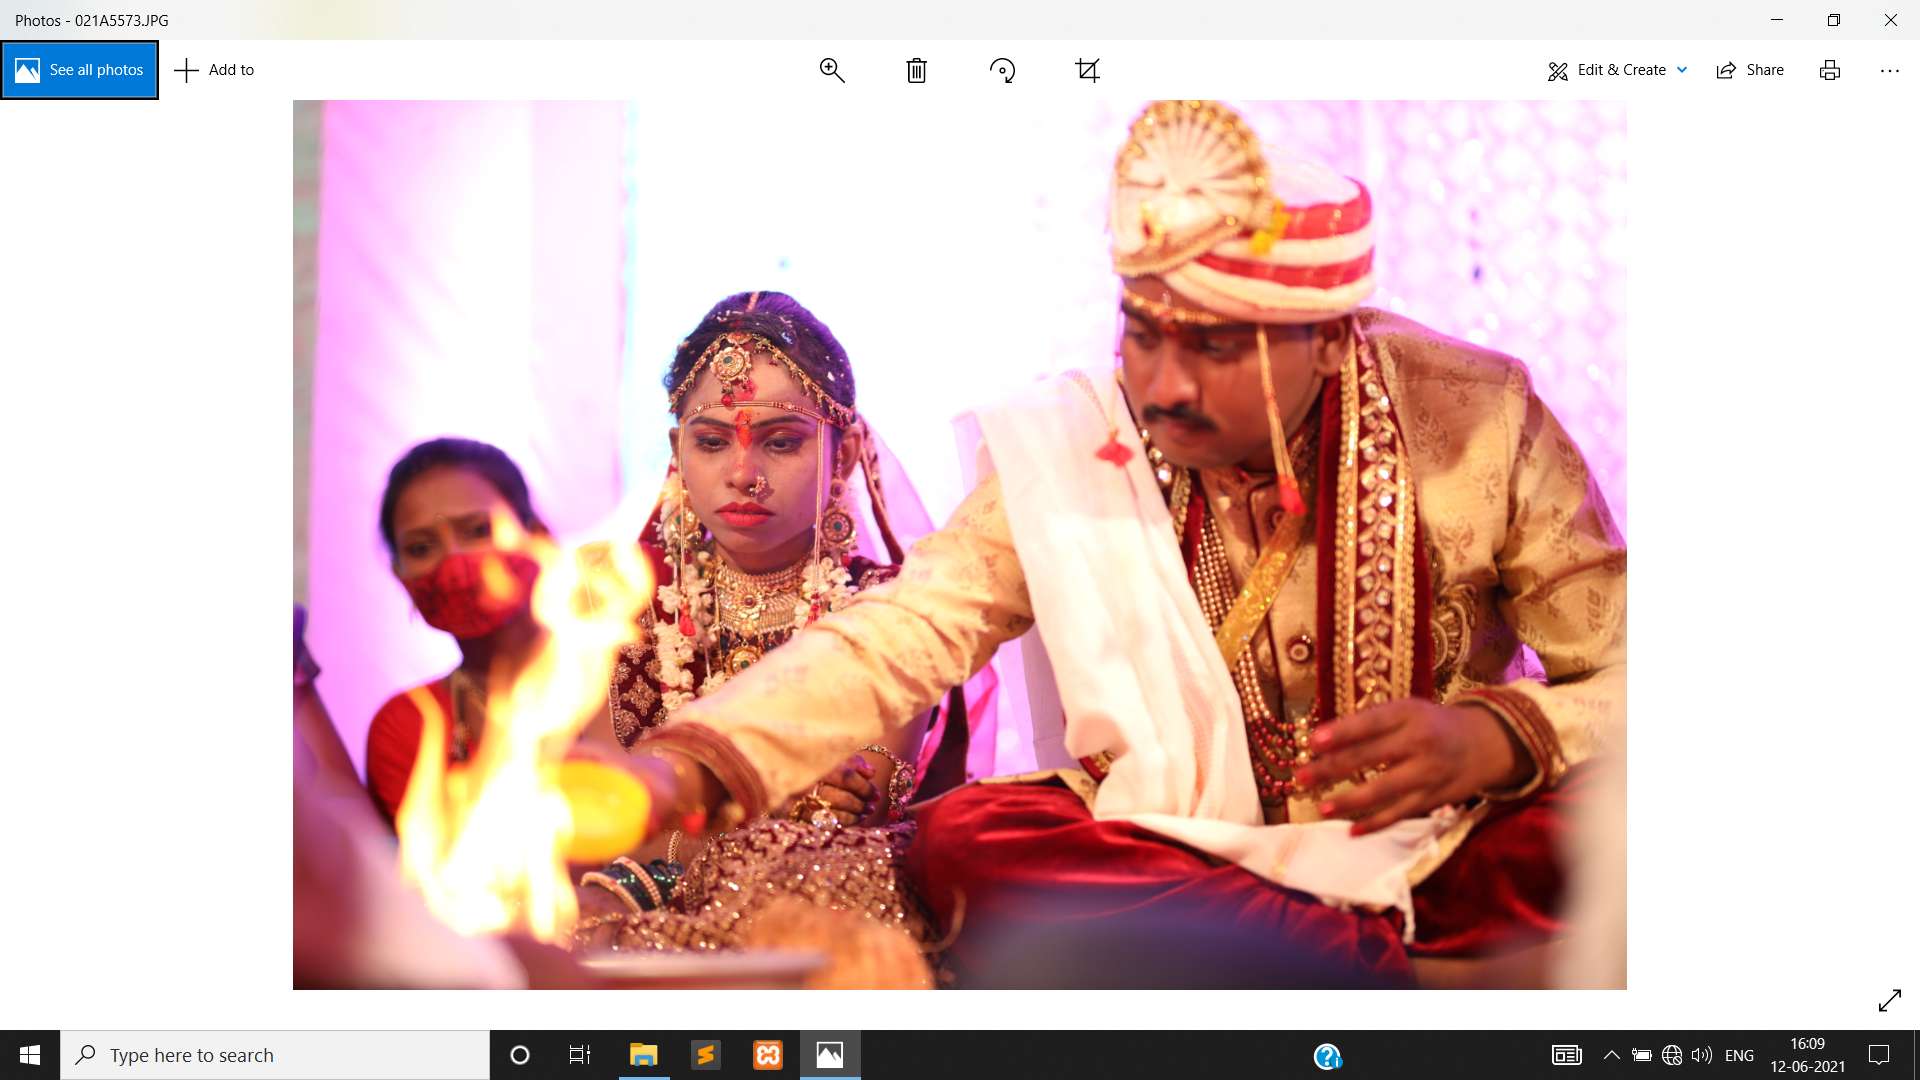 Photos - 021A5573.JPG
See all photos
Add to
Edit & Create
Share
Type here to search
ENG
16:09
12-06-2021